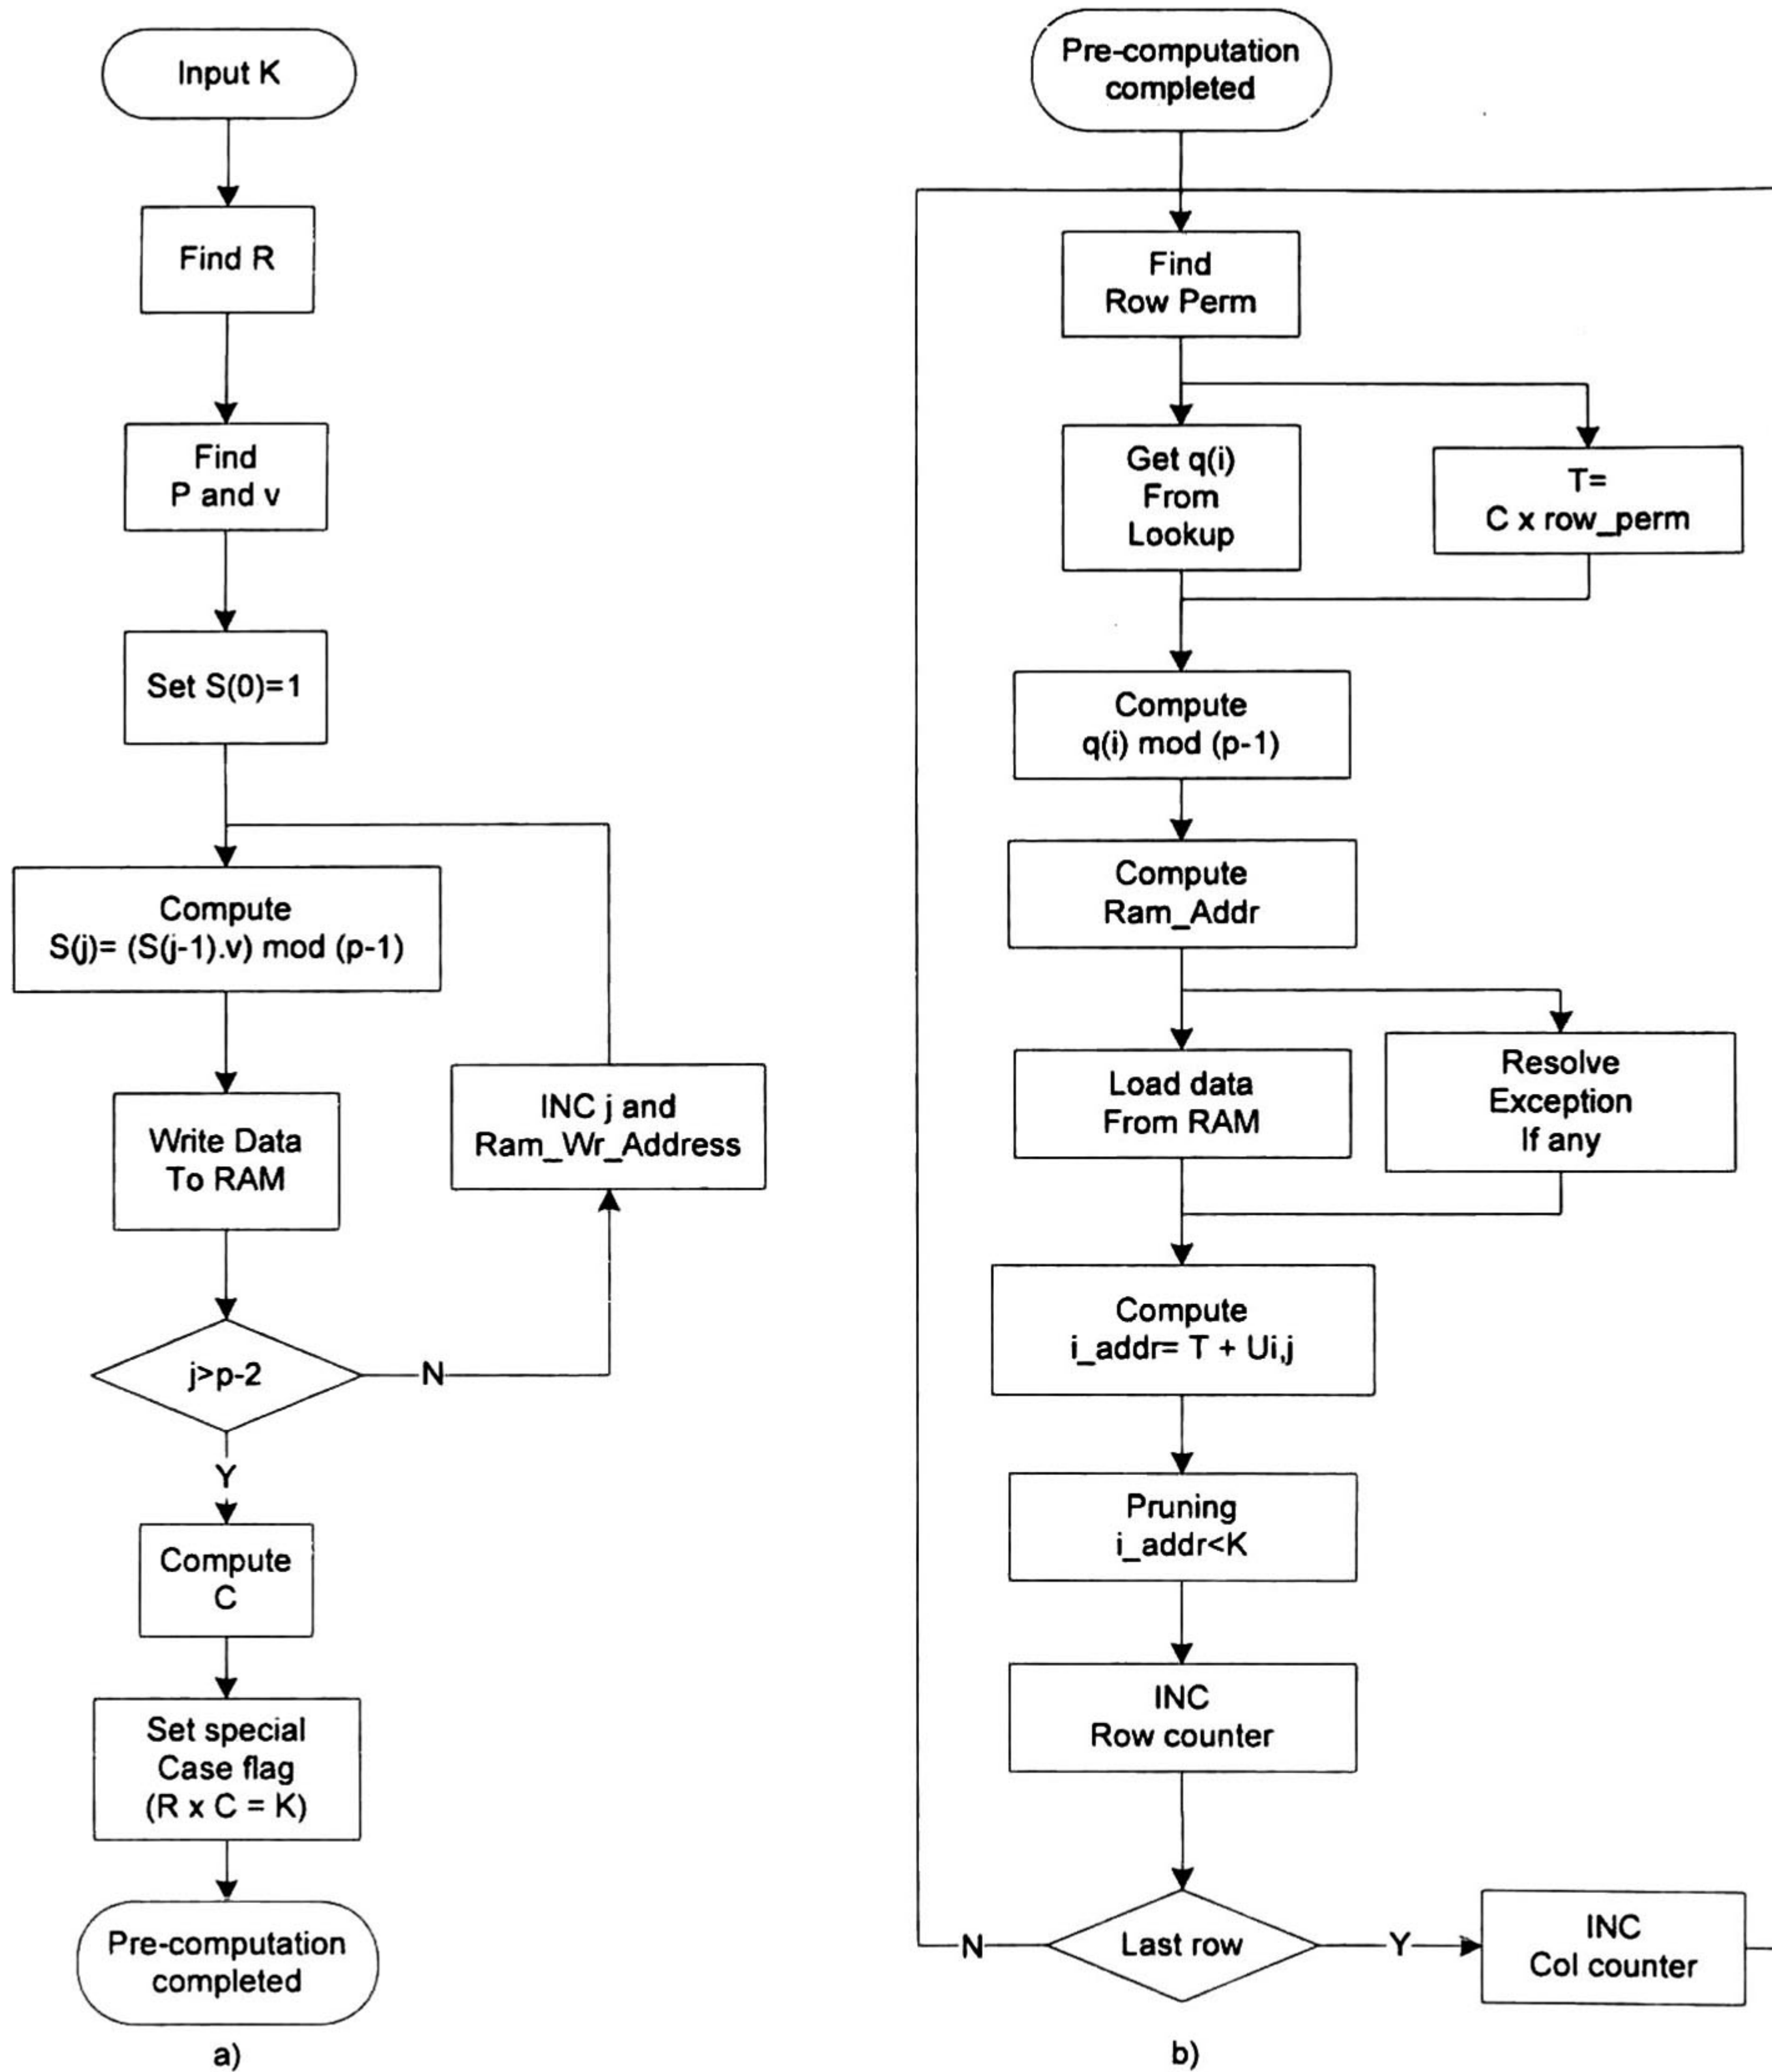 Input K
Find R
Find
P and v
Set S(0)=1
Compute
S(j)= (S(j-1).v) mod (p-1)
Write Data
To RAM
INC j and
Ram_Wr_Address
j>p-2
N
Y
Compute
C
Set special
Case flag
(R x C = K)
Pre-computation
completed
a)
Pre-computation
completed
Find
Row Perm
Get q(i)
From
Lookup
T=
C x row_perm
Compute
q(i) mod (p-1)
Compute
Ram_Addr
Load data
From RAM
Resolve
Exception
If any
Compute
i_addr= T + Ui,j
Pruning
i_addr<K
INC
Row counter
Last row
N
Y
INC
Col counter
b)